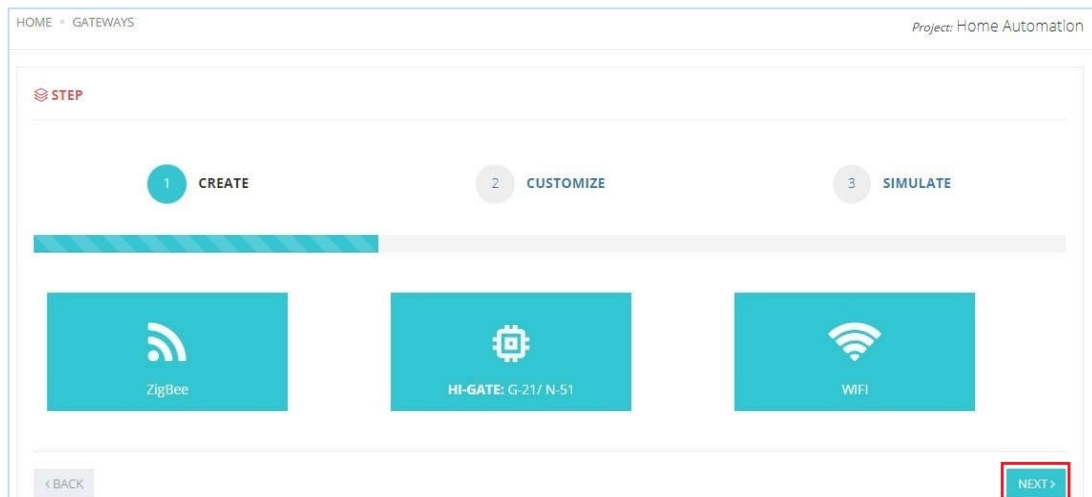 HOME GATEWAYS
Project: Home Automation
STEP
1 CREATE
2 CUSTOMIZE
3 SIMULATE
ZigBee
HI-GATE: G-21/ N-51
WIFI
< BACK
NEXT >